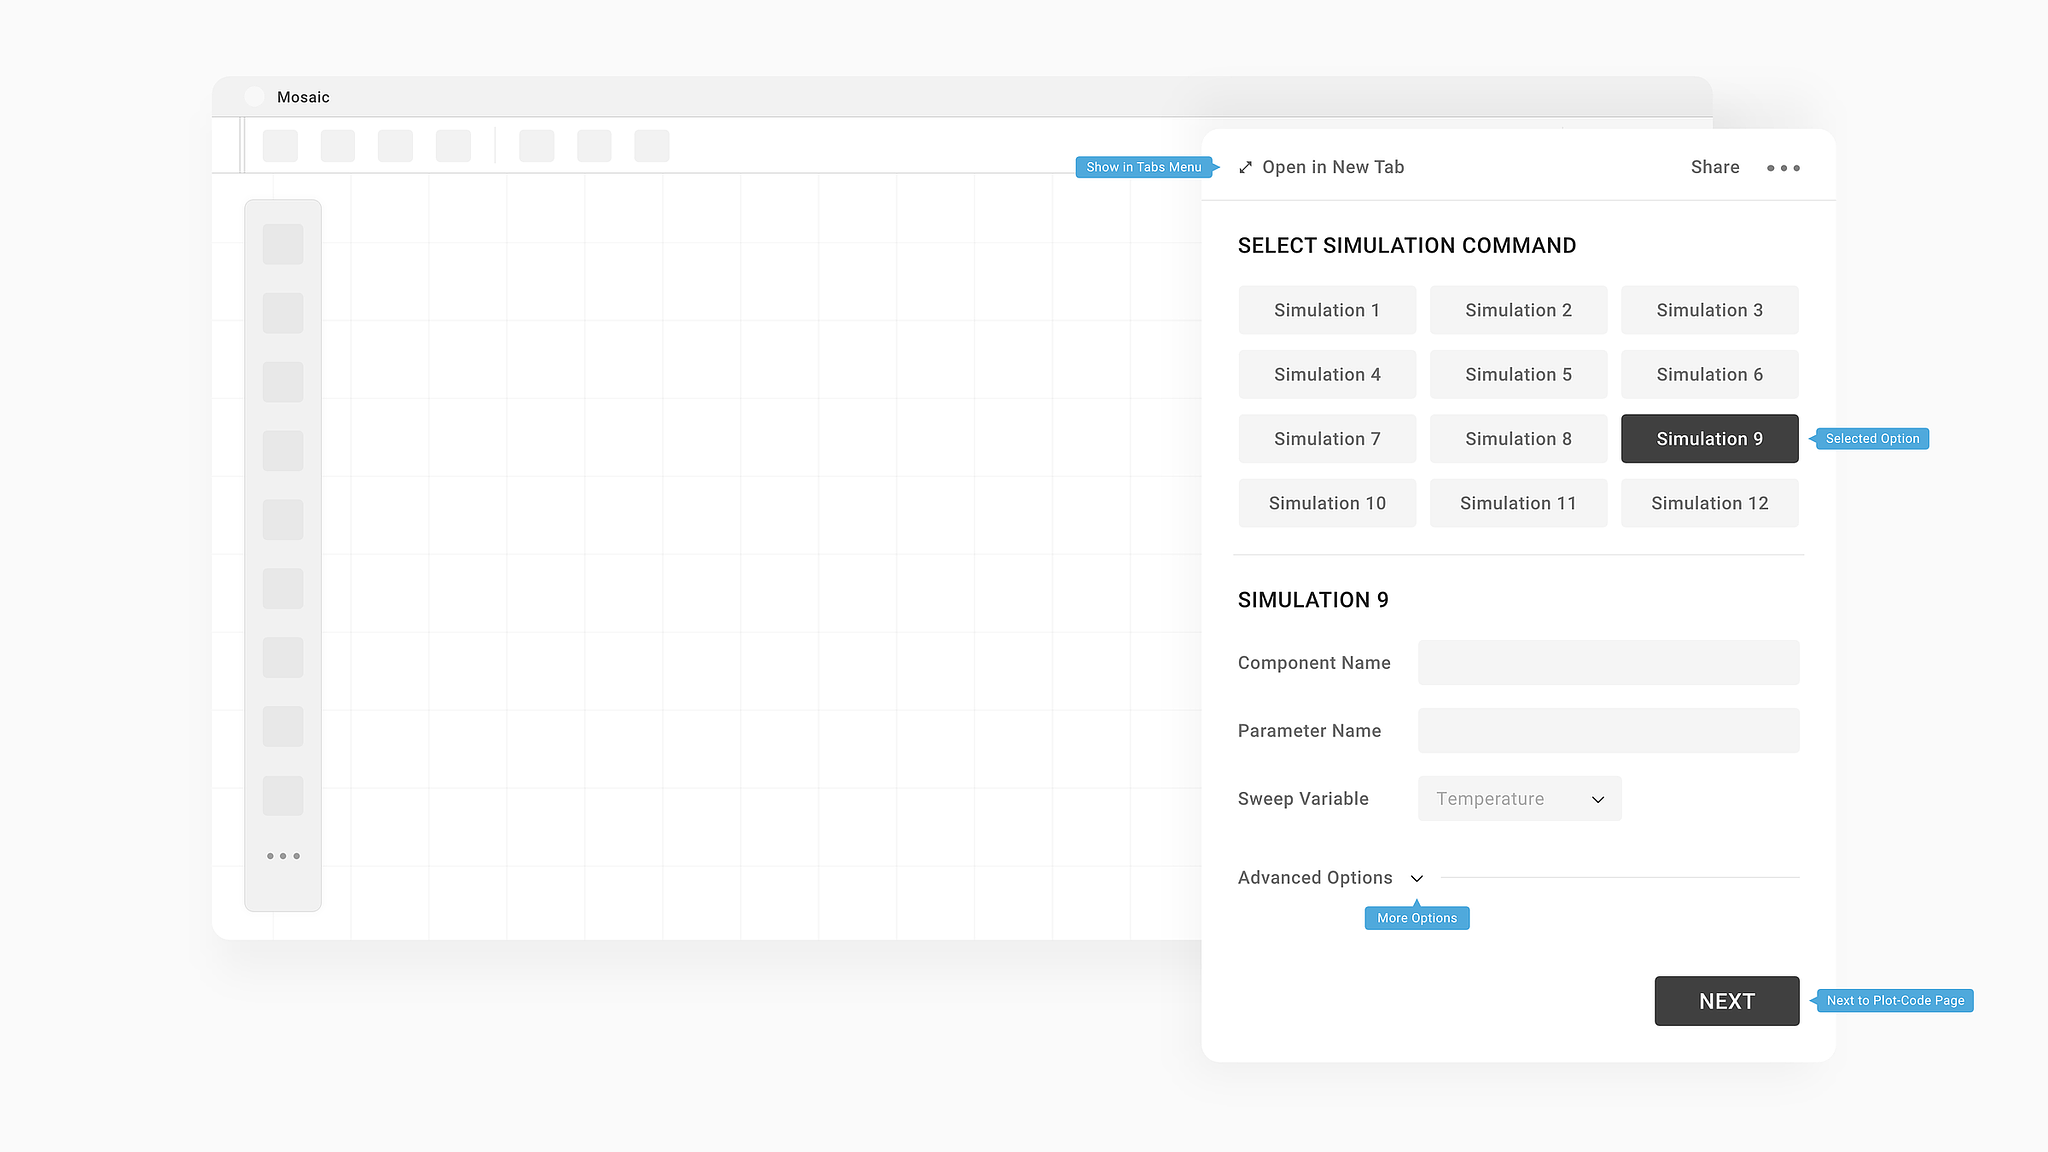 Mosaic
Show in Tabs Menu
Open in New Tab
Share
SELECT SIMULATION COMMAND
Simulation 1
Simulation 2
Simulation 3
Simulation 4
Simulation 5
Simulation 6
Simulation 7
Simulation 8
Simulation 9
Selected Option
Simulation 10
Simulation 11
Simulation 12
SIMULATION 9
Component Name
Parameter Name
Sweep Variable
Temperature
Advanced Options
More Options
NEXT
Next to Plot-Code Page